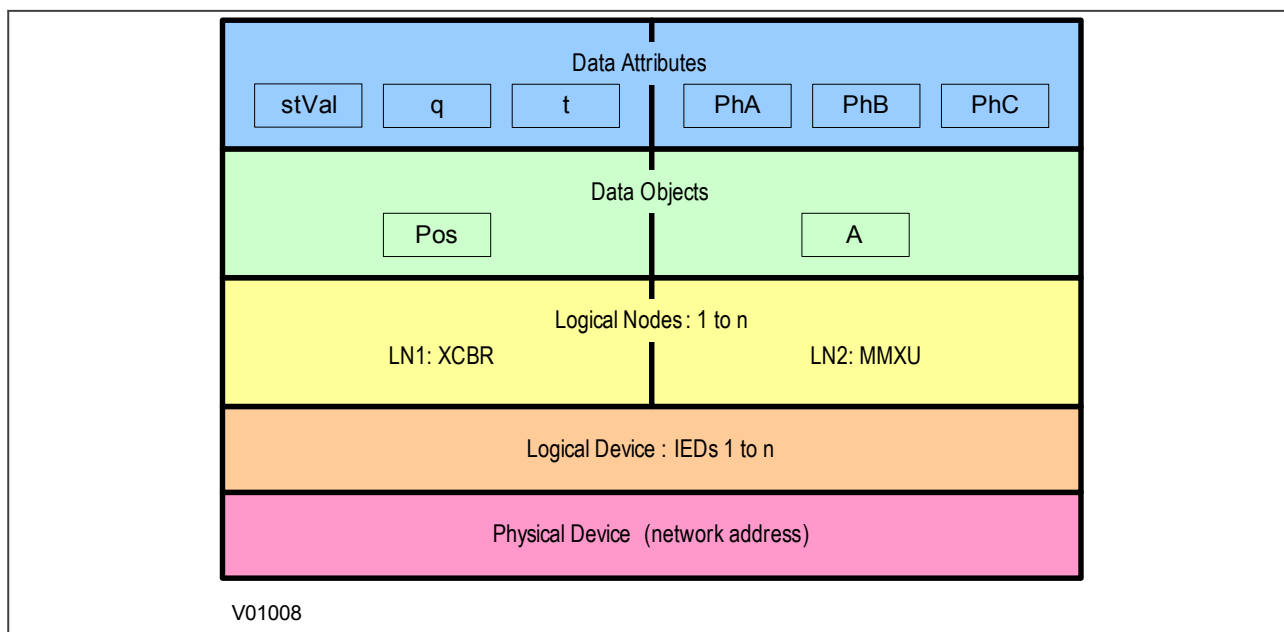 Data Attributes
stVal q t PhA PhB PhC
Data Objects
Pos A
Logical Nodes : 1 to n
LN1: XCBR LN2: MMXU
Logical Device : IEDs 1 to n
Physical Device (network address)
V01008